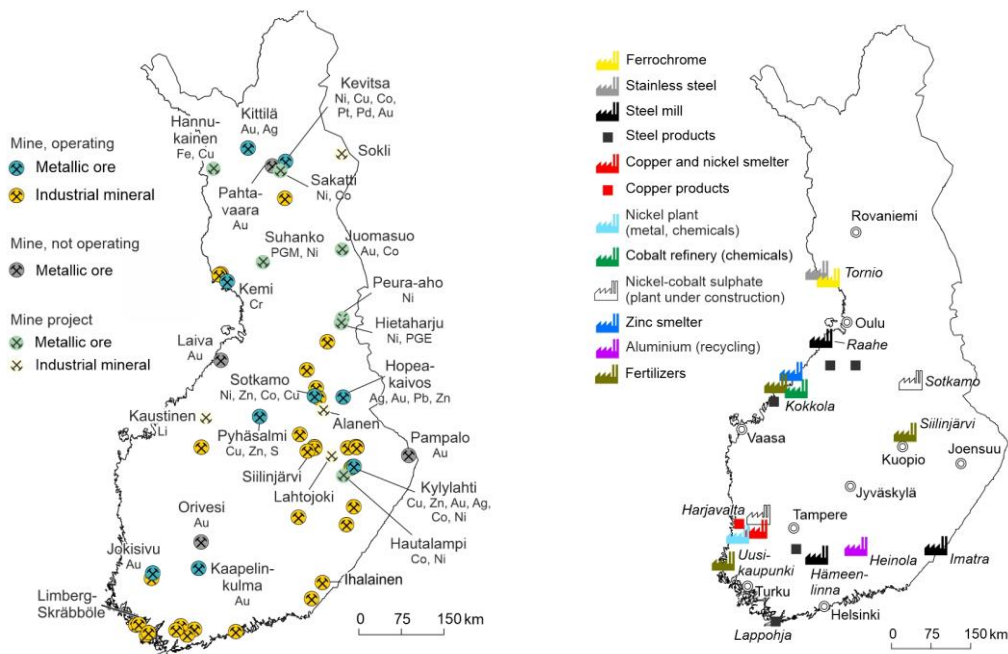 Mine, operating
Metallic ore
Industrial mineral
Mine, not operating
Metallic ore
Mine project
Metallic ore
Industrial mineral
Kevitsa
Ni, Cu, Co,
Pt, Pd, Au
Kittilä
Au, Ag
Hannu-
kainen
Fe, Cu
Sokli
Pahta-
vaara
Au
Sakatti
Ni, Co
Suhanko
PGM, Ni
Juomasuo
Au, Co
Kemi
Cr
Peura-aho
Ni
Hietaharju
Ni, PGE
Laiva
Au
Sotkamo
Ni, Zn, Co, Cu
Hopea-
kaivos
Ag, Au, Pb, Zn
Kaustinen
Li
Alanen
Pyhäsalmi
Cu, Zn, S
Pampalo
Au
Siilinjärvi
Lahtojoki
Kylylahti
Cu, Zn, Au, Ag,
Co, Ni
Orivesi
Au
Hautalampi
Co, Ni
Jokisivu
Au
Kaapelin-
kulma
Au
Ihalainen
Limberg-
Skräbböle
0 75 150 km
Ferrochrome
Stainless steel
Steel mill
Steel products
Copper and nickel smelter
Copper products
Nickel plant
(metal, chemicals)
Cobalt refinery (chemicals)
Nickel-cobalt sulphate
(plant under construction)
Zinc smelter
Aluminium (recycling)
Fertilizers
Rovaniemi
Tornio
Oulu
Raahe
Sotkamo
Kokkola
Siilinjärvi
Vaasa
Kuopio
Joensuu
Jyväskylä
Harjavalta
Tampere
Uusi-
kaupunki
Hämeen-
linna
Heinola
Imatra
Turku
Helsinki
Lappohja
0 75 150 km